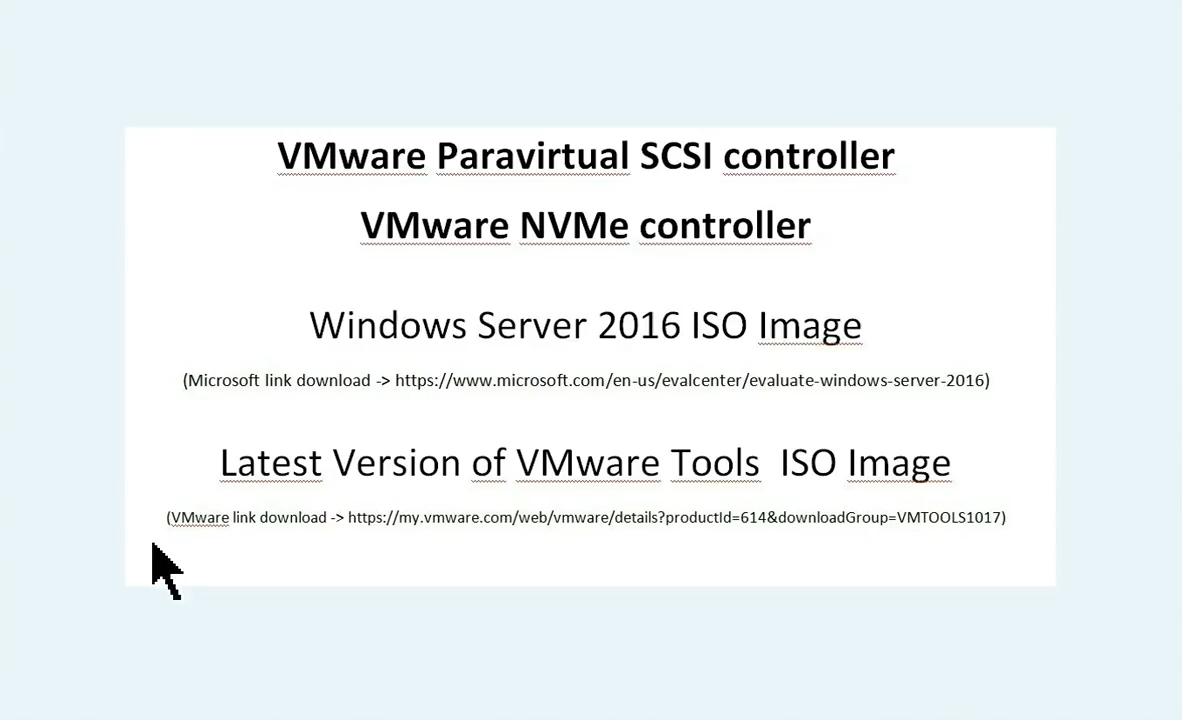 VMware Paravirtual SCSI controller
VMware NVMe controller
Windows Server 2016 ISO Image
(Microsoft link download -> https://www.microsoft.com/en-us/evalcenter/evaluate-windows-server-2016)
Latest Version of VMware Tools  ISO Image
(VMware link download -> https://my.vmware.com/web/vmware/details?productId=614&downloadGroup=VMTOOLS1017)